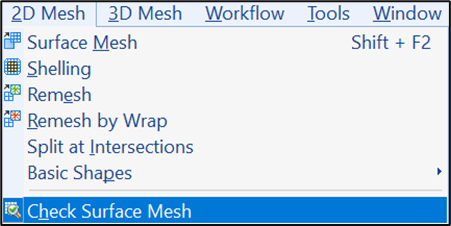 2D Mesh 3D Mesh Workflow Tools Window
Surface Mesh Shift + F2
Shelling
Remesh
Remesh by Wrap
Split at Intersections
Basic Shapes
Check Surface Mesh